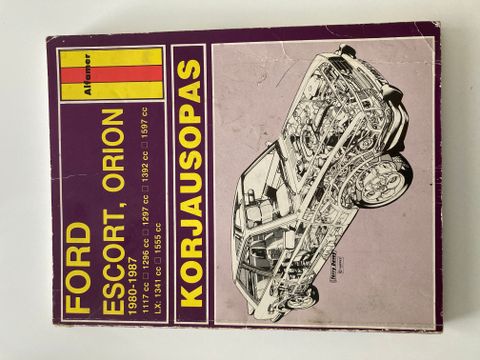 Alfamer
FORD
ESCORT, ORION
1980-1987
1117 cc □ 1296 cc □ 1297 cc □ 1392 cc □ 1597 cc
LX: 1341 cc □ 1555 cc
KORJAUSOPAS